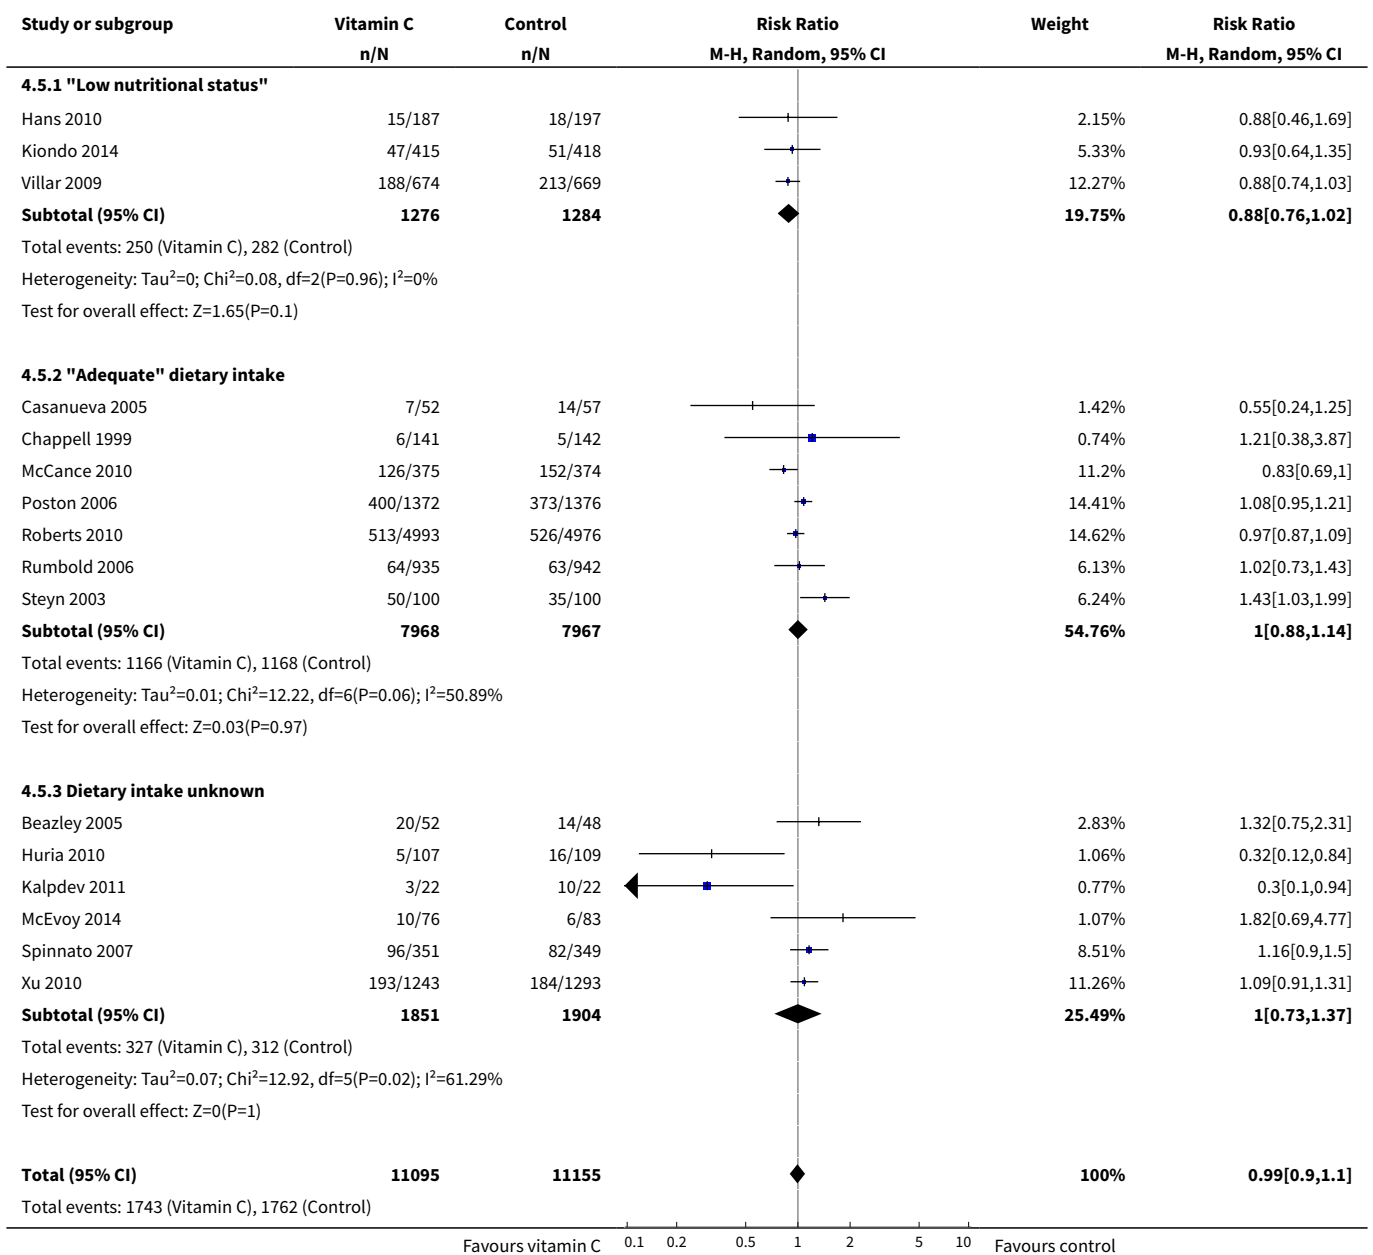 Study or subgroup Vitamin C Control Risk Ratio Weight Risk Ratio
n/N n/N M-H, Random, 95% CI M-H, Random, 95% CI
4.5.1 "Low nutritional status"
Hans 2010 15/187 18/197 2.15% 0.88[0.46,1.69]
Kiondo 2014 47/415 51/418 5.33% 0.93[0.64,1.35]
Villar 2009 188/674 213/669 12.27% 0.88[0.74,1.03]
Subtotal (95% CI) 1276 1284 19.75% 0.88[0.76,1.02]
Total events: 250 (Vitamin C), 282 (Control)
Heterogeneity: Tau²=0; Chi²=0.08, df=2(P=0.96); I²=0%
Test for overall effect: Z=1.65(P=0.1)
4.5.2 "Adequate" dietary intake
Casanueva 2005 7/52 14/57 1.42% 0.55[0.24,1.25]
Chappell 1999 6/141 5/142 0.74% 1.21[0.38,3.87]
McCance 2010 126/375 152/374 11.2% 0.83[0.69,1]
Poston 2006 400/1372 373/1376 14.41% 1.08[0.95,1.21]
Roberts 2010 513/4993 526/4976 14.62% 0.97[0.87,1.09]
Rumbold 2006 64/935 63/942 6.13% 1.02[0.73,1.43]
Steyn 2003 50/100 35/100 6.24% 1.43[1.03,1.99]
Subtotal (95% CI) 7968 7967 54.76% 1[0.88,1.14]
Total events: 1166 (Vitamin C), 1168 (Control)
Heterogeneity: Tau²=0.01; Chi²=12.22, df=6(P=0.06); I²=50.89%
Test for overall effect: Z=0.03(P=0.97)
4.5.3 Dietary intake unknown
Beazley 2005 20/52 14/48 2.83% 1.32[0.75,2.31]
Huria 2010 5/107 16/109 1.06% 0.32[0.12,0.84]
Kalpdev 2011 3/22 10/22 0.77% 0.3[0.1,0.94]
McEvoy 2014 10/76 6/83 1.07% 1.82[0.69,4.77]
Spinnato 2007 96/351 82/349 8.51% 1.16[0.9,1.5]
Xu 2010 193/1243 184/1293 11.26% 1.09[0.91,1.31]
Subtotal (95% CI) 1851 1904 25.49% 1[0.73,1.37]
Total events: 327 (Vitamin C), 312 (Control)
Heterogeneity: Tau²=0.07; Chi²=12.92, df=5(P=0.02); I²=61.29%
Test for overall effect: Z=0(P=1)
Total (95% CI) 11095 11155 100% 0.99[0.9,1.1]
Total events: 1743 (Vitamin C), 1762 (Control)
Favours vitamin C 0.1 0.2 0.5 1 2 5 10 Favours control